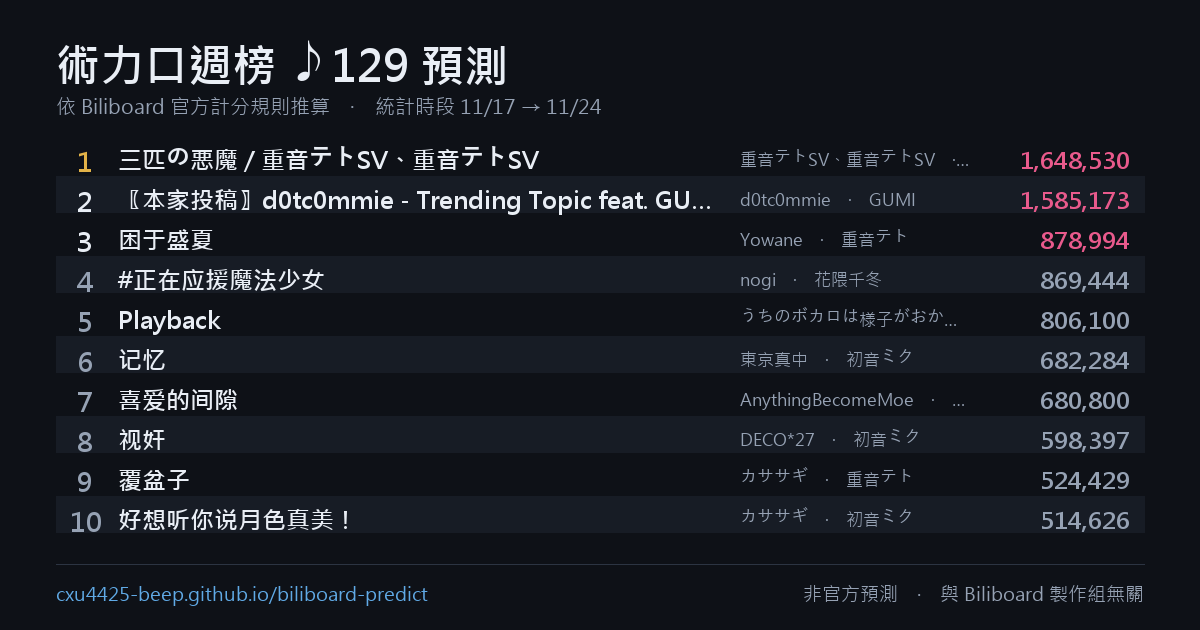 術力口週榜 ♪129 預測
依 Biliboard 官方計分規則推算 · 統計時段 11/17 → 11/24
1 三匹の悪魔 / 重音テトSV、重音テトSV 重音テトSV、重音テトSV ·... 1,648,530
2 〖本家投稿〗d0tc0mmie - Trending Topic feat. GU... d0tc0mmie · GUMI 1,585,173
3 困于盛夏 Yowane · 重音テト 878,994
4 #正在应援魔法少女 nogi · 花隈千冬 869,444
5 Playback うちのボカロは様子がおか... 806,100
6 记忆 東京真中 · 初音ミク 682,284
7 喜爱的间隙 AnythingBecomeMoe · ... 680,800
8 视奸 DECO*27 · 初音ミク 598,397
9 覆盆子 カササギ · 重音テト 524,429
10 好想听你说月色真美！ カササギ · 初音ミク 514,626
cxu4425-beep.github.io/biliboard-predict 非官方預測 · 與 Biliboard 製作組無關